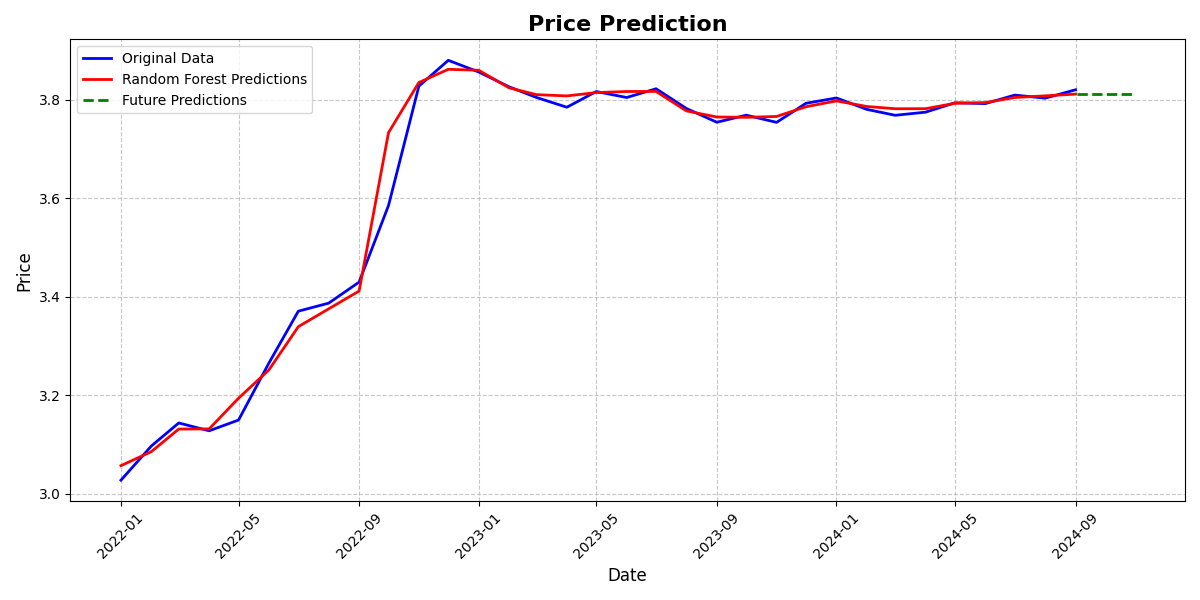 Price Prediction
Original Data
Random Forest Predictions
Future Predictions
Price
3.8
3.6
3.4
3.2
3.0
2022-01
2022-05
2022-09
2023-01
2023-05
2023-09
2024-01
2024-05
2024-09
Date